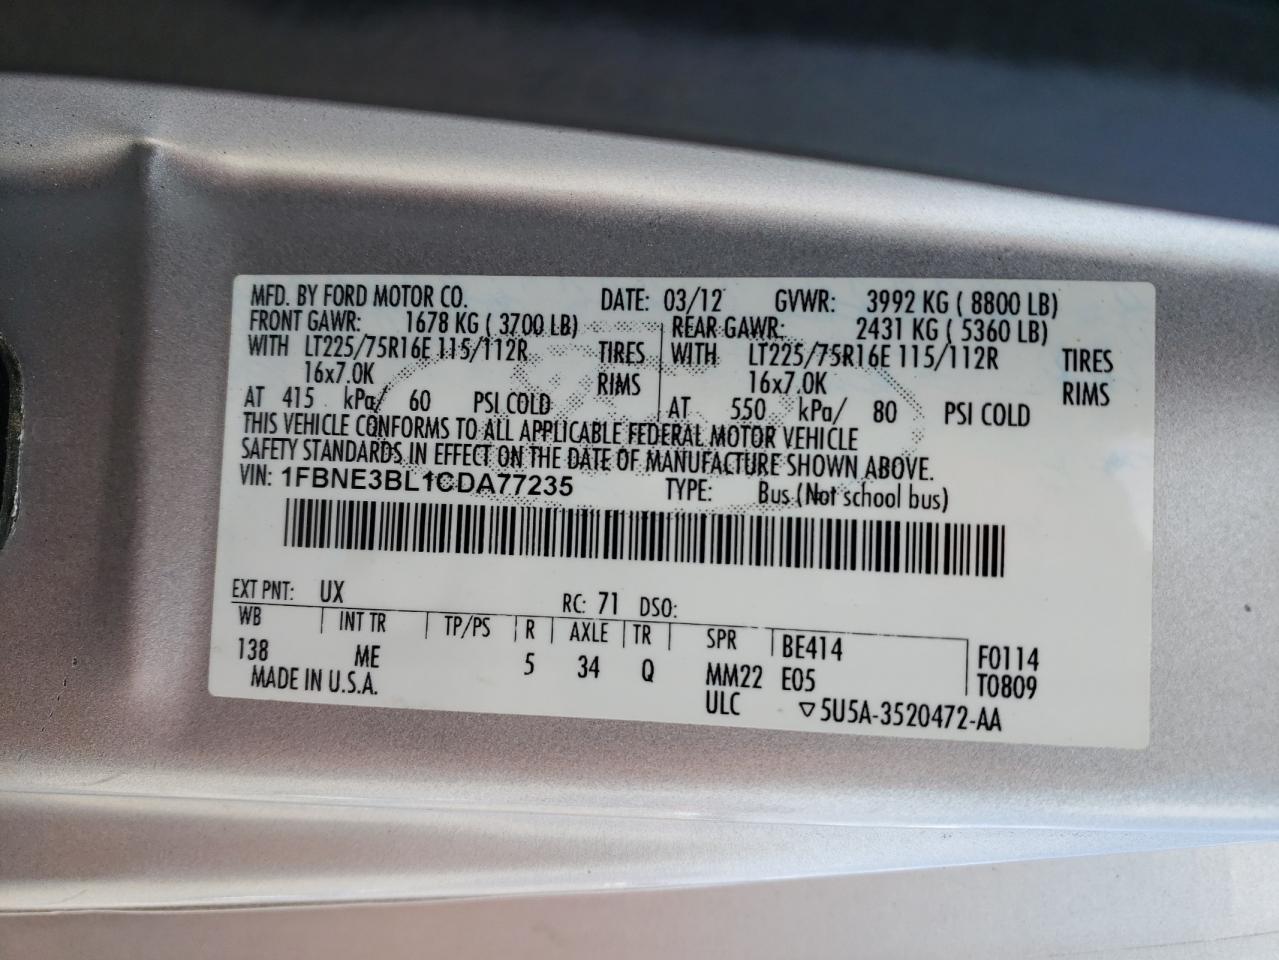 MFD. BY FORD MOTOR CO. DATE: 03/12 GVWR: 3992 KG ( 8800 LB)
FRONT GAWR: 1678 KG ( 3700 LB) REAR GAWR: 2431 KG ( 5360 LB)
WITH LT225/75R16E 115/112R TIRES WITH LT225/75R16E 115/112R TIRES
16x7.0K RIMS 16x7.0K RIMS
AT 415 kPa/ 60 PSI COLD AT 550 kPa/ 80 PSI COLD
THIS VEHICLE CONFORMS TO ALL APPLICABLE FEDERAL MOTOR VEHICLE
SAFETY STANDARDS IN EFFECT ON THE DATE OF MANUFACTURE SHOWN ABOVE.
VIN: 1FBNE3BL1CDA77235 TYPE: Bus (Not school bus)
EXT PNT: UX RC: 71 DSO:
WB INT TR TP/PS R AXLE TR SPR BE414 F0114
138 ME 5 34 Q MM22 E05 T0809
MADE IN U.S.A. ULC ▽5U5A-3520472-AA